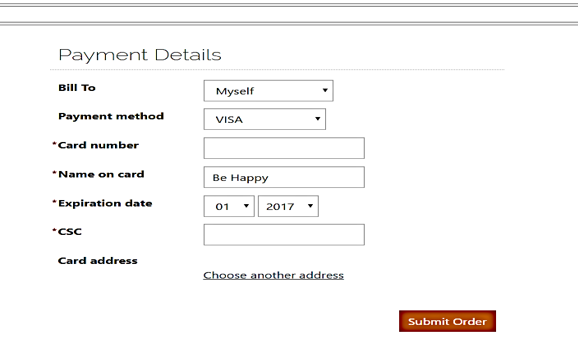 Payment Details
Bill To Myself
Payment method VISA
*Card number
*Name on card Be Happy
*Expiration date 01 2017
*CSC
Card address
Choose another address
Submit Order